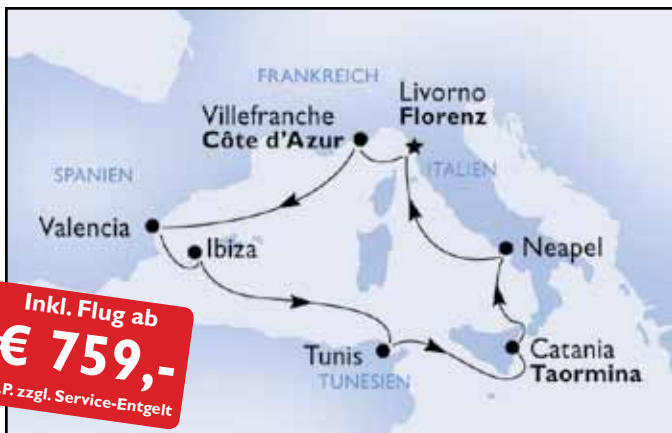 FRANKREICH
Livorno
Florenz
Villefranche
Côte d'Azur
ITALIEN
SPANIEN
Valencia
Ibiza
Neapel
Inkl. Flug ab
€ 759,-
.P. zzgl. Service-Entgelt
Tunis
TUNESIEN
Catania
Taormina